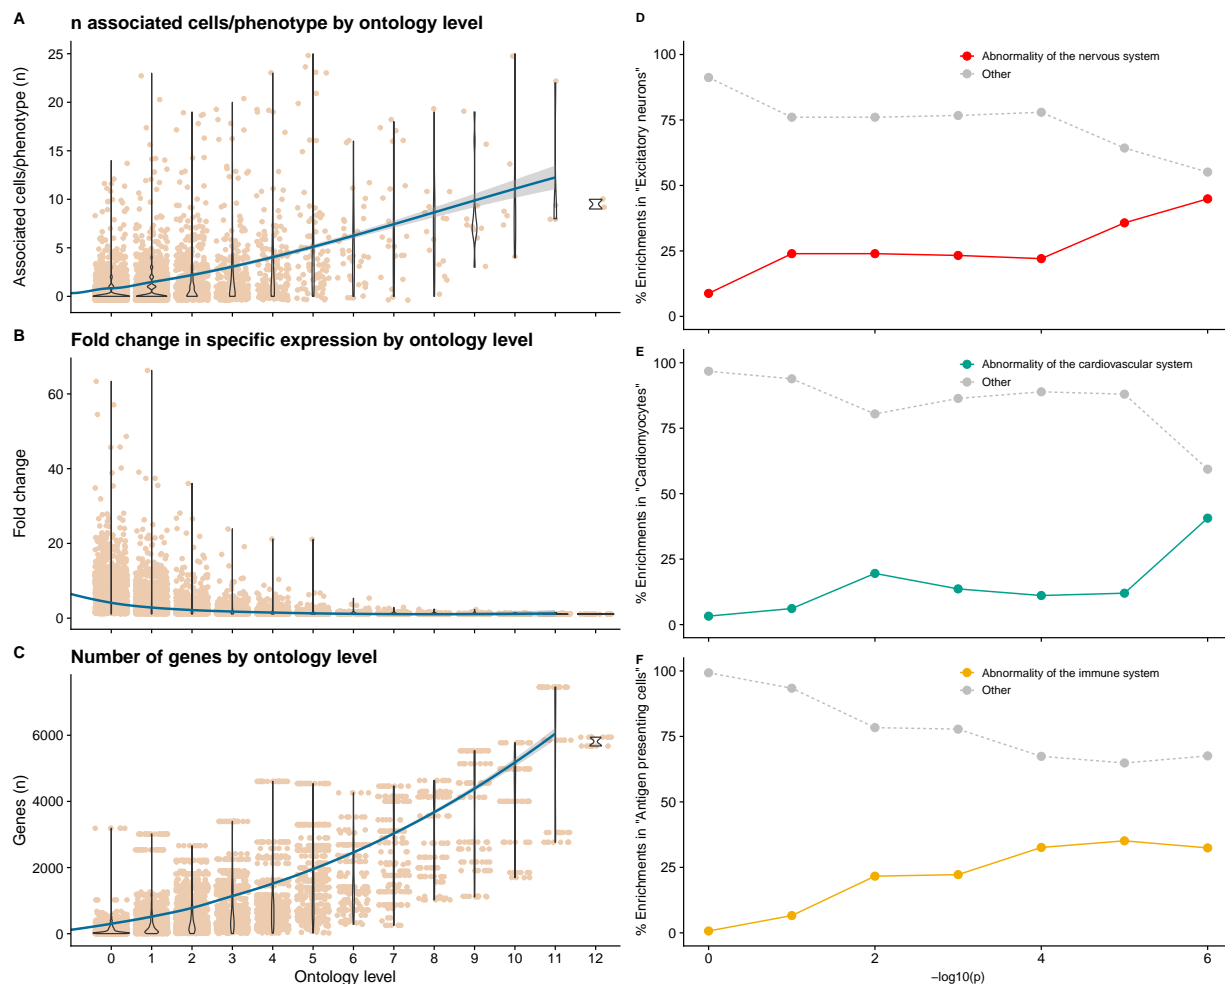 A
n associated cells/phenotype by ontology level
Associated cells/phenotype (n)
25
20
15
10
5
0
B
Fold change in specific expression by ontology level
Fold change
60
40
20
0
C
Number of genes by ontology level
Genes (n)
6000
4000
2000
0
0 1 2 3 4 5 6 7 8 9 10 11 12
Ontology level
D
% Enrichments in "Excitatory neurons"
100
75
50
25
0
Abnormality of the nervous system
Other
E
% Enrichments in "Cardiomyocytes"
100
75
50
25
0
Abnormality of the cardiovascular system
Other
F
% Enrichments in "Antigen presenting cells"
100
75
50
25
0
Abnormality of the immune system
Other
0 2 4 6
−log10(p)